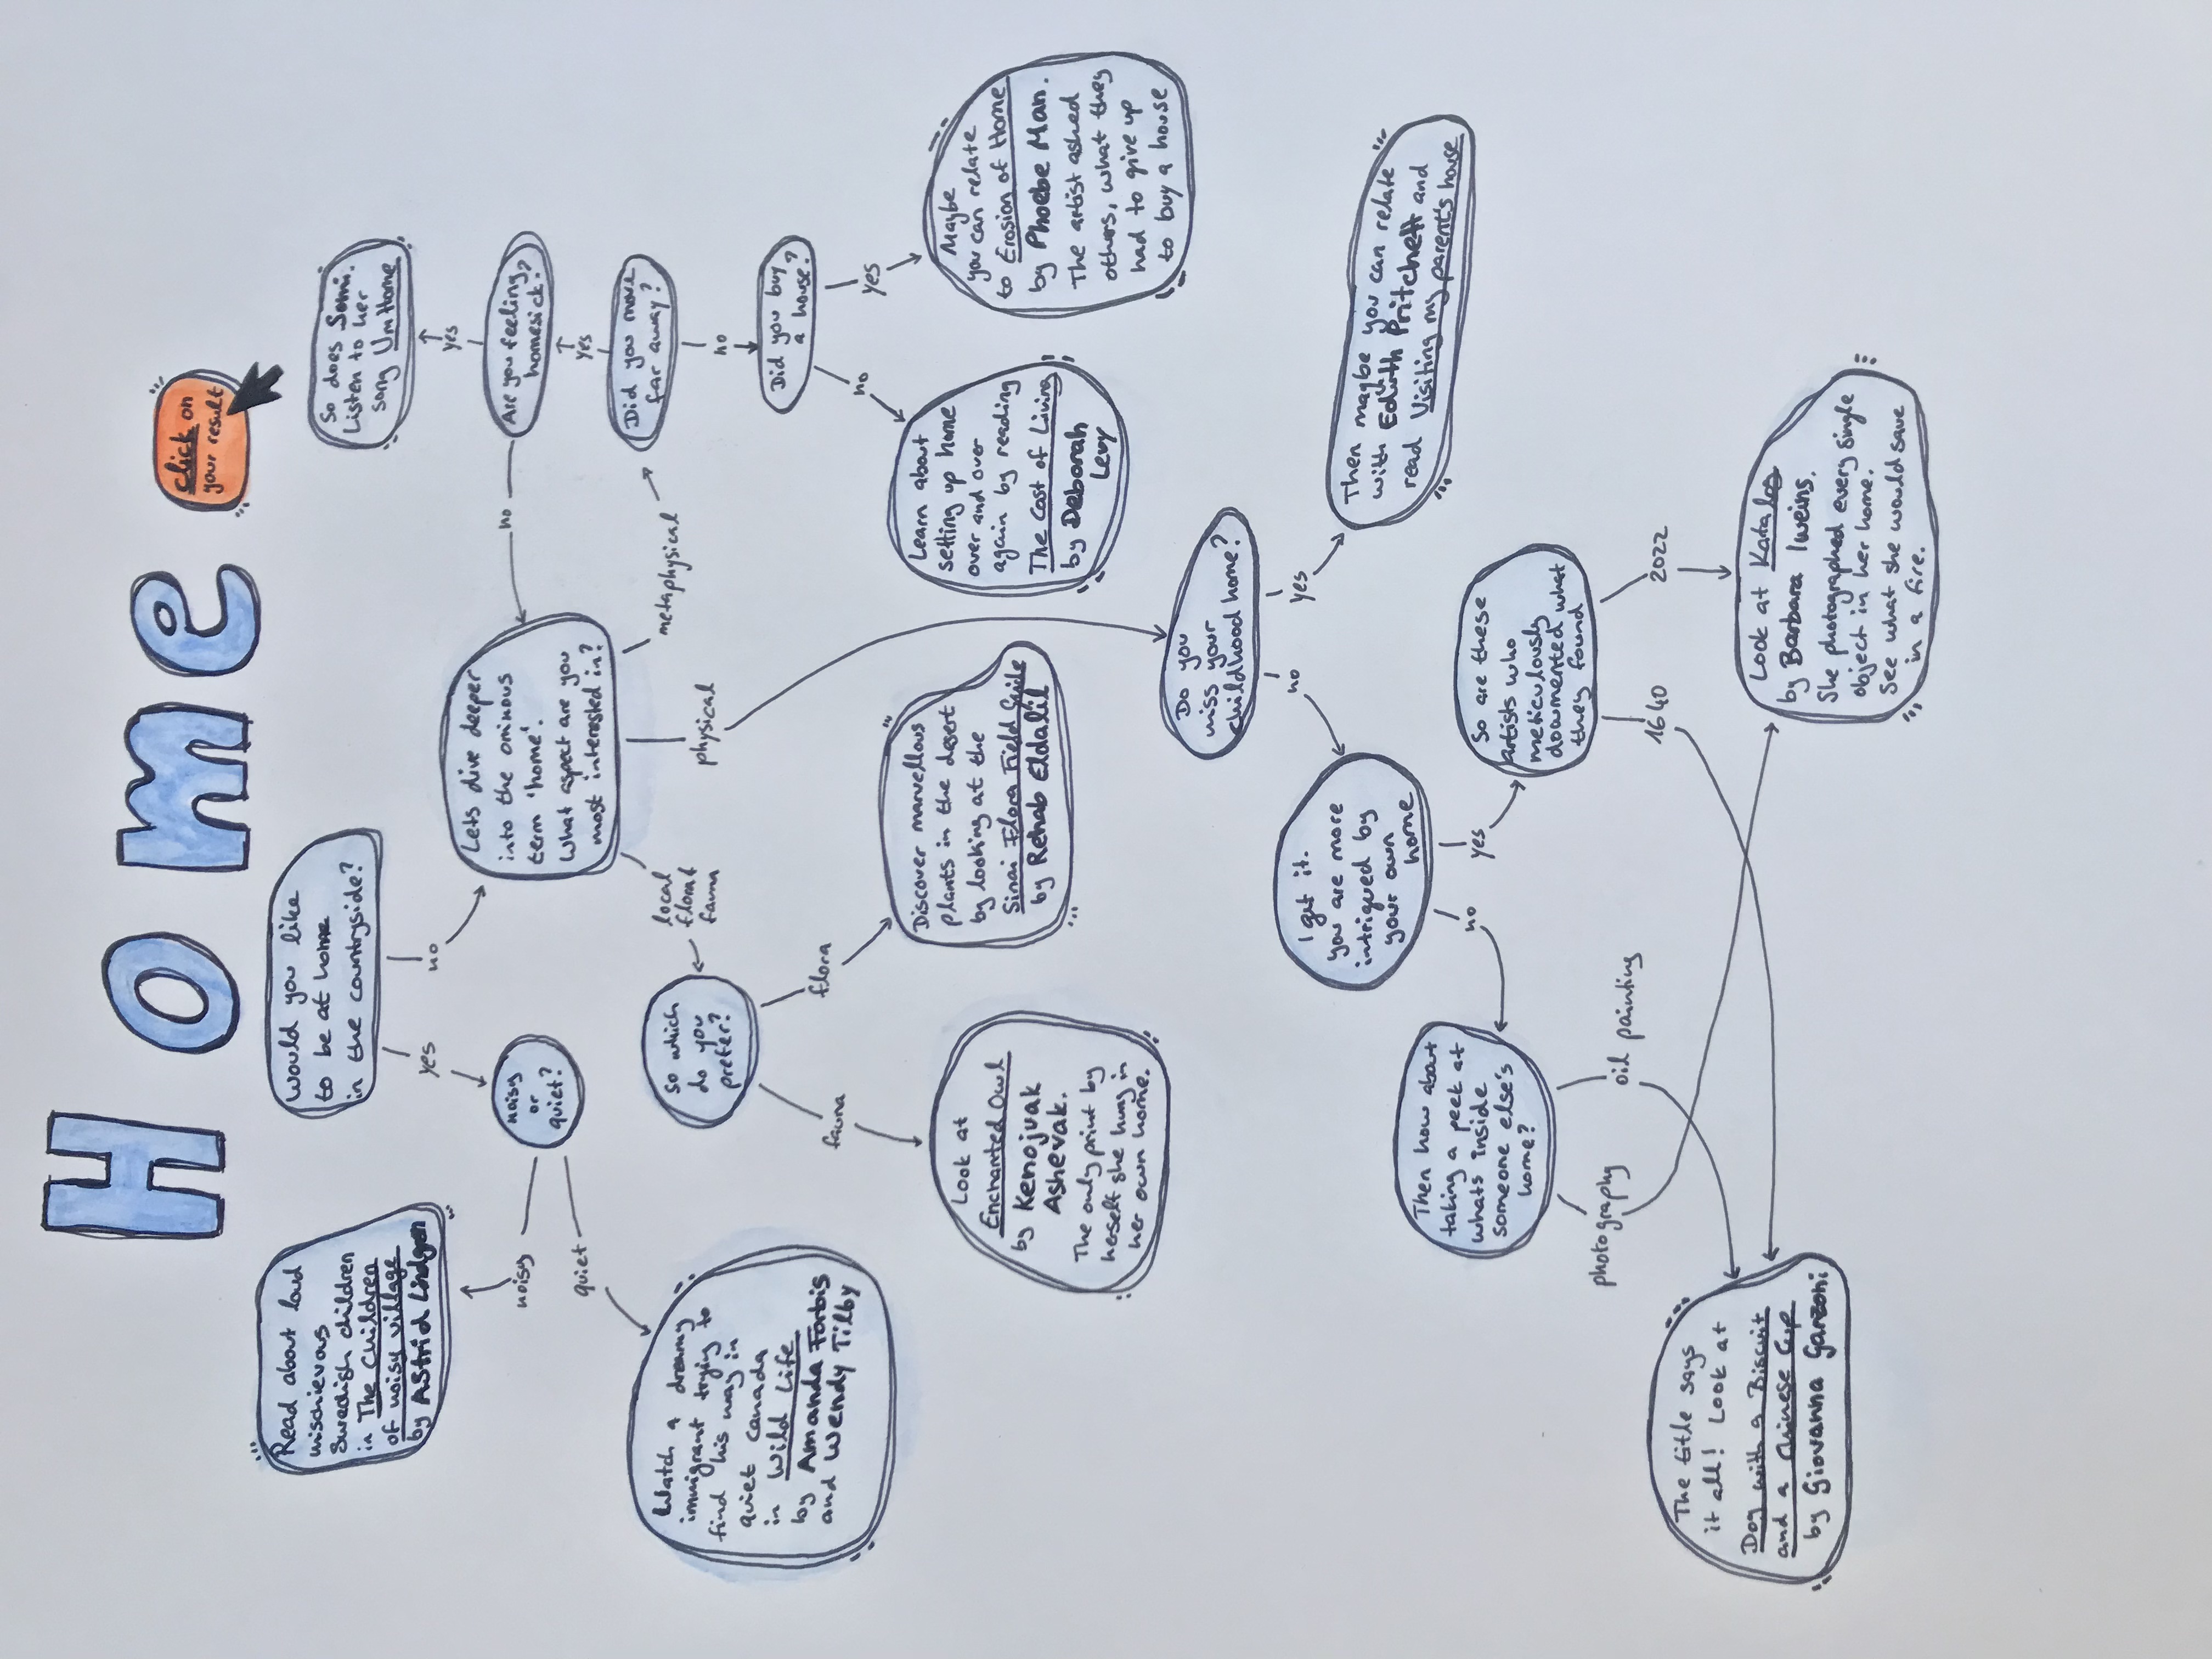 Home
click on
your result
Read about loud
mischievous
Swedish children
in The Children
of noisy village
by Astrid Lindgren
Would you like
to be at home
in the countryside?
So does Somi.
Listen to her
song Um Home
yes
no
yes
noisy
noisy
or
quiet?
quiet
Lets dive deeper
into the ominous
term 'home'.
What aspect are you
most interested in?
no
Are you feeling
homesick?
yes
Did you move
far away?
Watch a dreamy
immigrant trying to
find his way in
quiet Canada
in Wild Life
by Amanda Forbis
and Wendy Tilby
So which
do you
prefer?
local
flora &
fauna
physical
metaphysical
no
Did you buy
a house?
fauna
flora
no
yes
Look at
Enchanted Owl
by Kenojuak
Ashevak.
The only print by
herself she hung in
her own home.
Discover marvellous
plants in the desert
by looking at the
Sinai Flora Field Guide
by Rehab Eldalil
Learn about
setting up home
over and over
again by reading
The Cost of Living
by Deborah
Levy
Maybe
you can relate
to Erosion of Home
by Phoebe Man.
The artist asked
others, what they
had to give up
to buy a house
Do you
miss your
childhood home?
no
yes
I get it.
you are more
intrigued by
your own
home
Then maybe you can relate
with Edith Pritchett and
read Visiting my parent's house
Then how about
taking a peek at
whats inside
someone else's
home?
no
yes
So are these
artists who
meticulously
documented what
they found
photography
oil painting
1640
2022
The title says
it all! Look at
Dog with a Biscuit
and a Chinese Cup
by Giovanna Garzoni
Look at Katalog
by Barbara Iweins.
She photographed every single
object in her home.
See what she would save
in a fire.